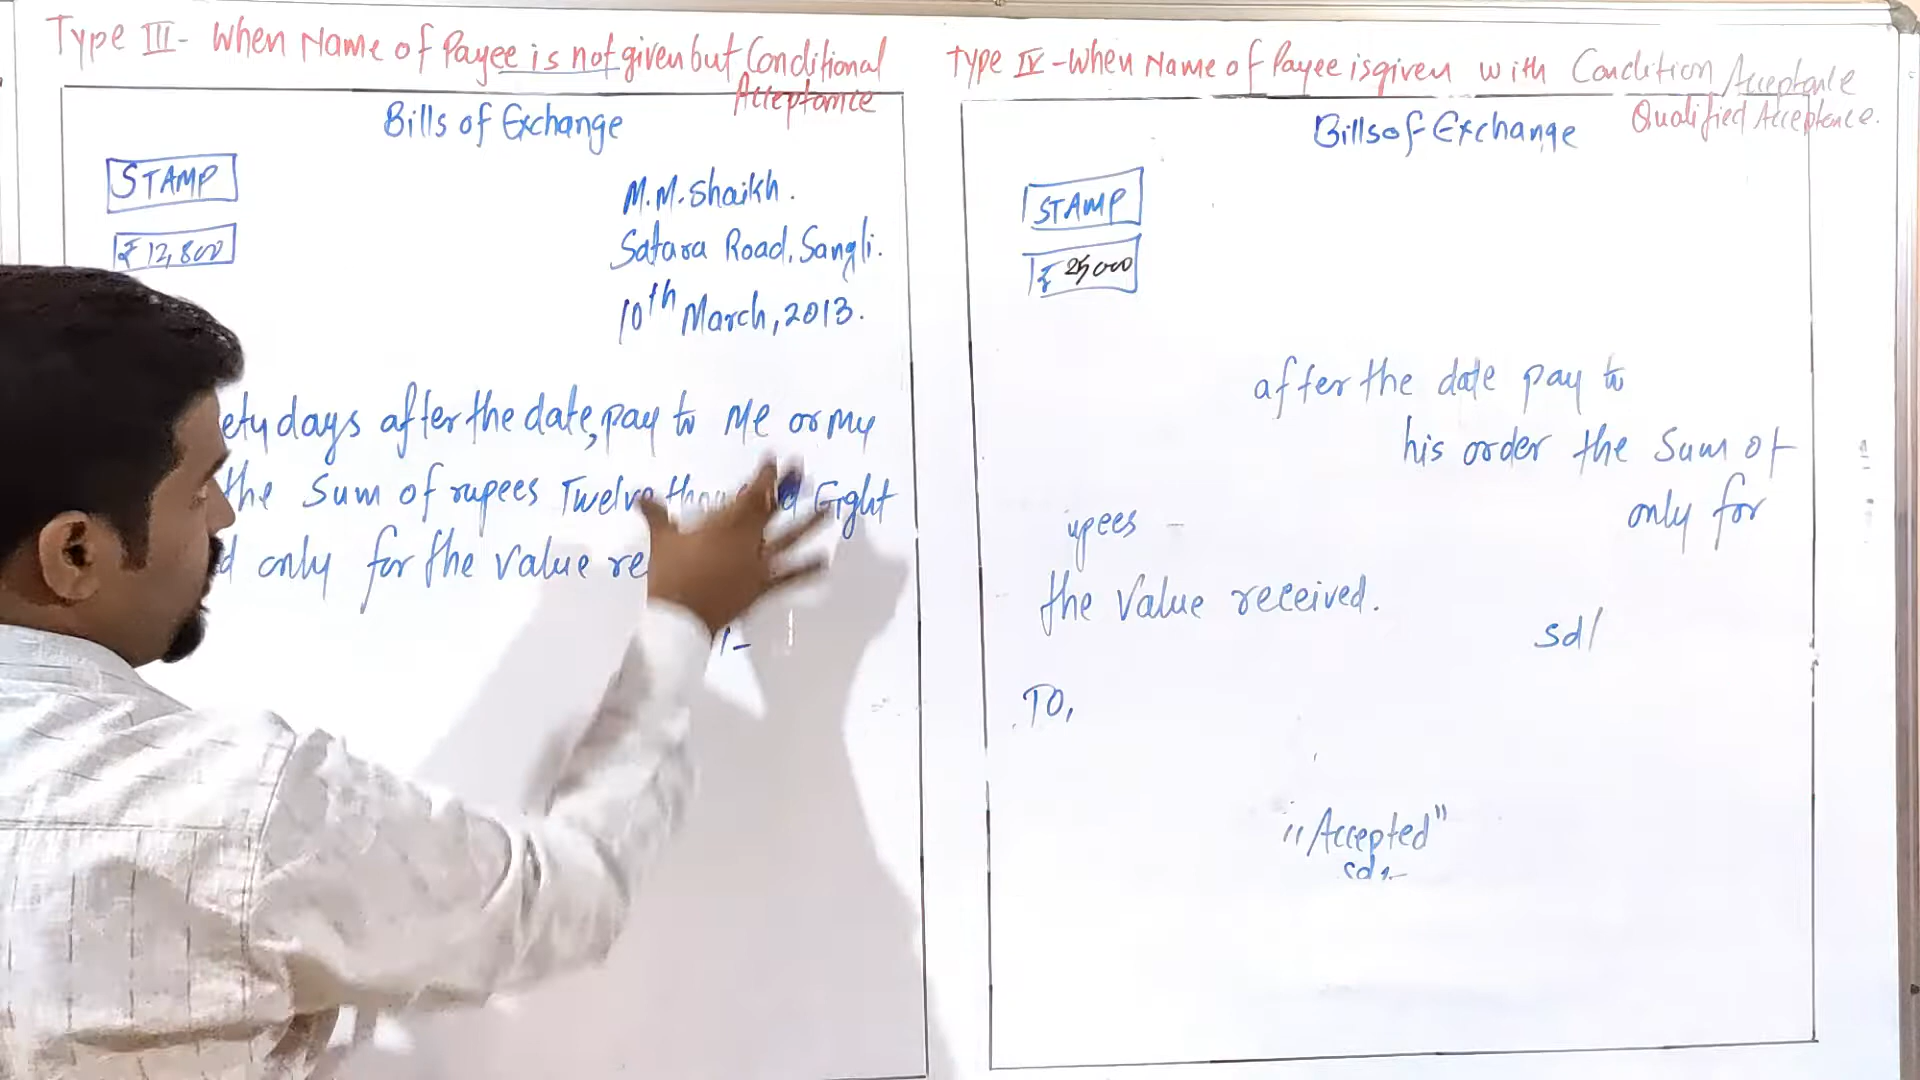 Type III - When Name of Payee is not given but Conditional
Acceptance
Bills of Exchange
STAMP
₹ 12,800
M.M. Shaikh.
Satara Road, Sangli.
10th March, 2013.
days after the date, pay to Me or my
the Sum of rupees Twelve Eight
only for the value
/-
Type IV - When Name of Payee is given with Condition Acceptance
Qualified Acceptance.
Bills of Exchange
STAMP
₹ 25,000
after the date pay to
his order the Sum of
upees only for
the Value received.
sd/
TO,
"Accepted"
sd/-